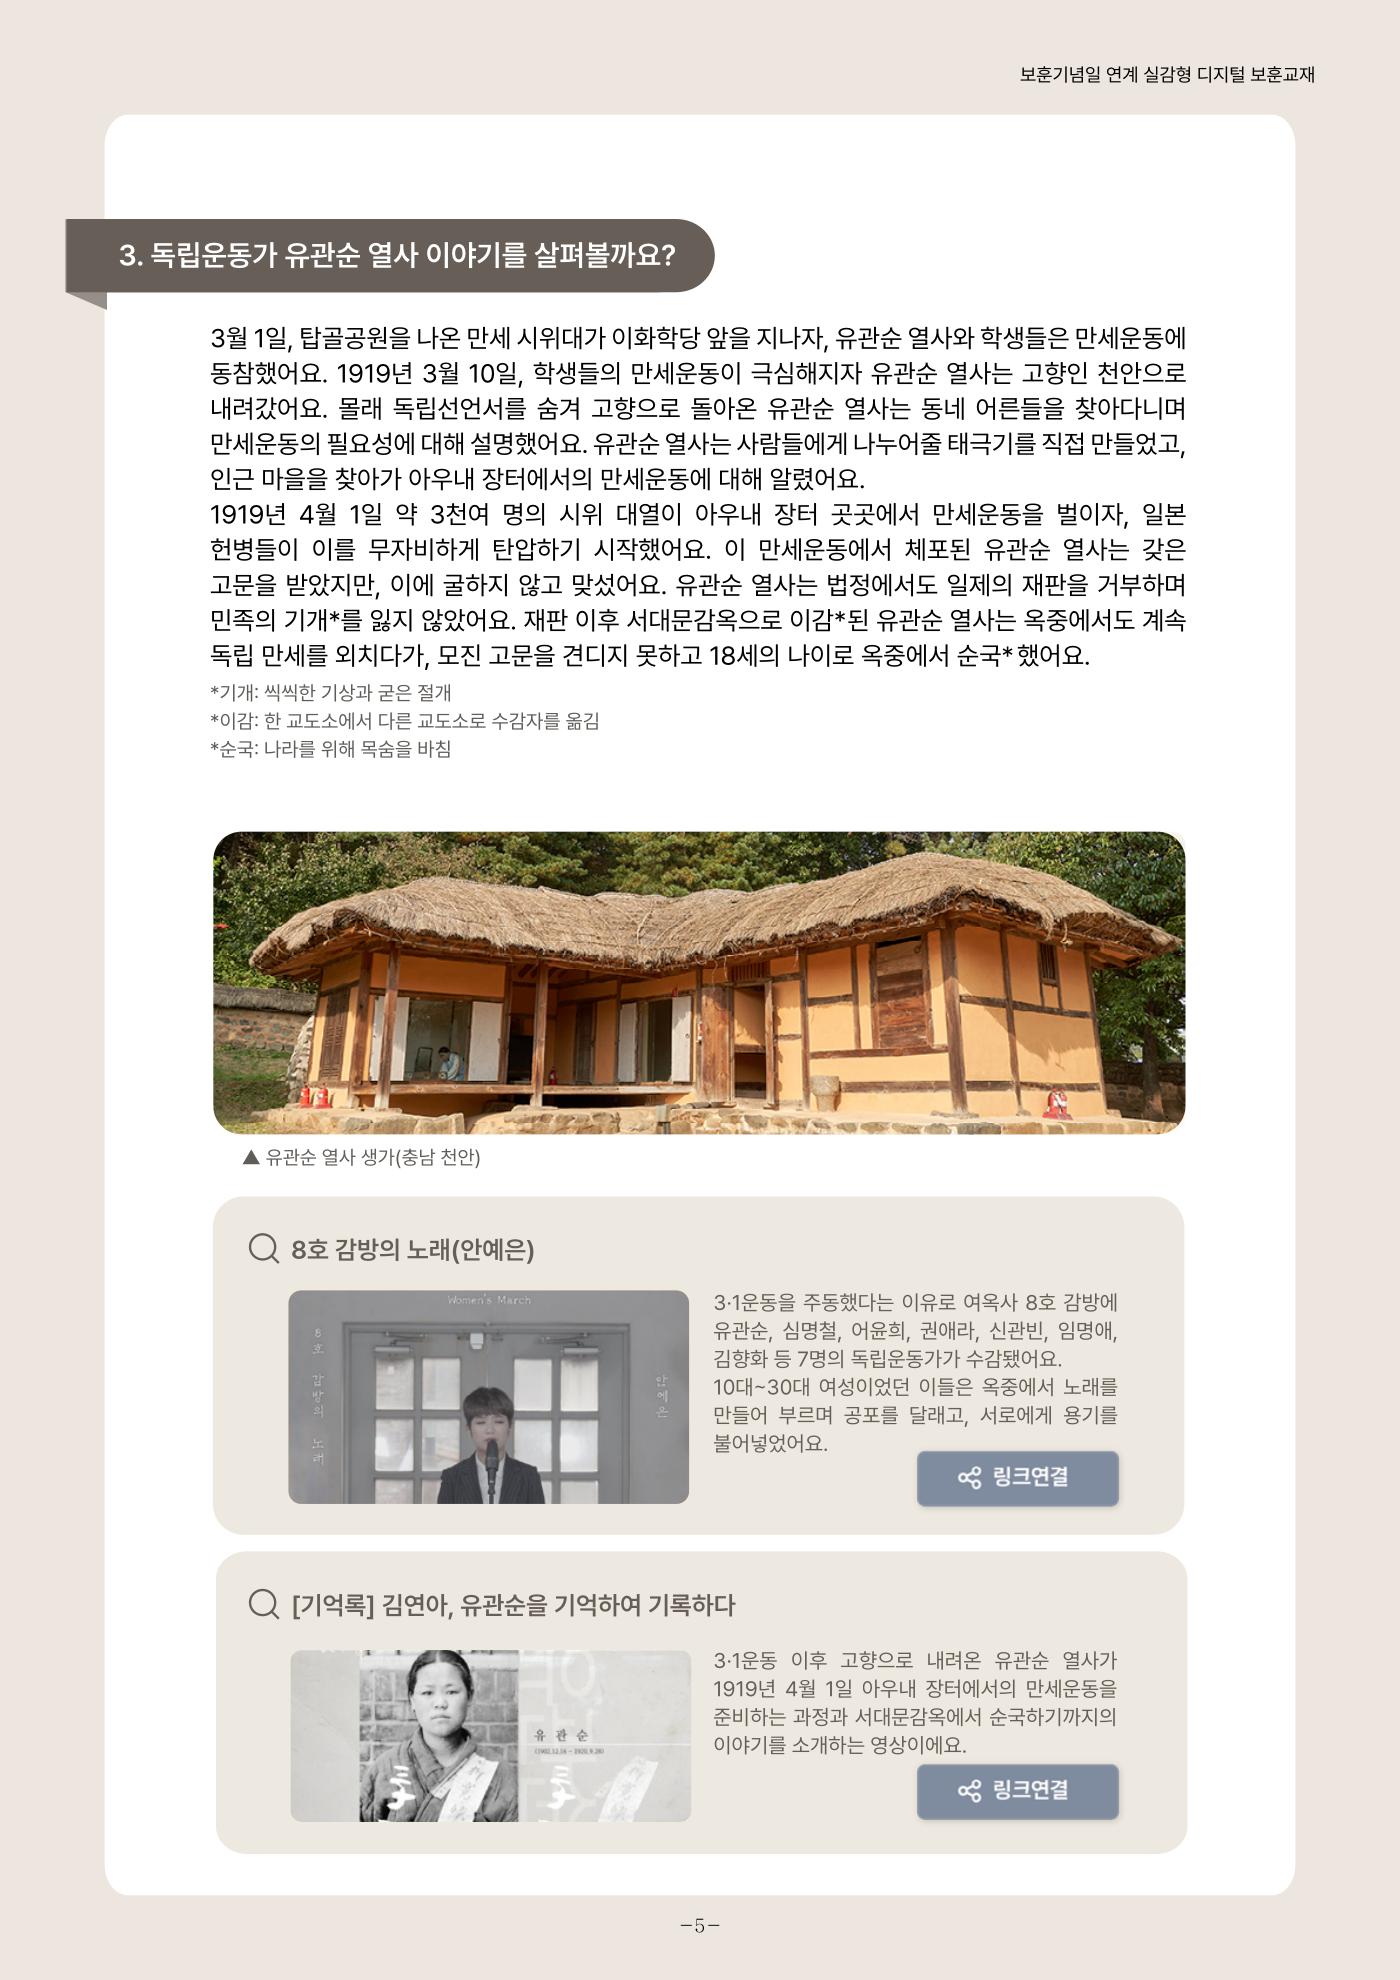 보훈기념일 연계 실감형 디지털 보훈교재
3. 독립운동가 유관순 열사 이야기를 살펴볼까요?
3월 1일, 탑골공원을 나온 만세 시위대가 이화학당 앞을 지나자, 유관순 열사와 학생들은 만세운동에
동참했어요. 1919년 3월 10일, 학생들의 만세운동이 극심해지자 유관순 열사는 고향인 천안으로
내려갔어요. 몰래 독립선언서를 숨겨 고향으로 돌아온 유관순 열사는 동네 어른들을 찾아다니며
만세운동의 필요성에 대해 설명했어요. 유관순 열사는 사람들에게 나누어줄 태극기를 직접 만들었고,
인근 마을을 찾아가 아우내 장터에서의 만세운동에 대해 알렸어요.
1919년 4월 1일 약 3천여 명의 시위 대열이 아우내 장터 곳곳에서 만세운동을 벌이자, 일본
헌병들이 이를 무자비하게 탄압하기 시작했어요. 이 만세운동에서 체포된 유관순 열사는 갖은
고문을 받았지만, 이에 굴하지 않고 맞섰어요. 유관순 열사는 법정에서도 일제의 재판을 거부하며
민족의 기개*를 잃지 않았어요. 재판 이후 서대문감옥으로 이감*된 유관순 열사는 옥중에서도 계속
독립 만세를 외치다가, 모진 고문을 견디지 못하고 18세의 나이로 옥중에서 순국*했어요.
*기개: 씩씩한 기상과 굳은 절개
*이감: 한 교도소에서 다른 교도소로 수감자를 옮김
*순국: 나라를 위해 목숨을 바침
▲ 유관순 열사 생가(충남 천안)
8호 감방의 노래(안예은)
Women's March
8호 감방의 노래
안예은
3·1운동을 주동했다는 이유로 여옥사 8호 감방에
유관순, 심명철, 어윤희, 권애라, 신관빈, 임명애,
김향화 등 7명의 독립운동가가 수감됐어요.
10대~30대 여성이었던 이들은 옥중에서 노래를
만들어 부르며 공포를 달래고, 서로에게 용기를
불어넣었어요.
링크연결
[기억록] 김연아, 유관순을 기억하여 기록하다
유관순
(1902.12.16 ~ 1920.9.28)
3·1운동 이후 고향으로 내려온 유관순 열사가
1919년 4월 1일 아우내 장터에서의 만세운동을
준비하는 과정과 서대문감옥에서 순국하기까지의
이야기를 소개하는 영상이에요.
링크연결
-5-